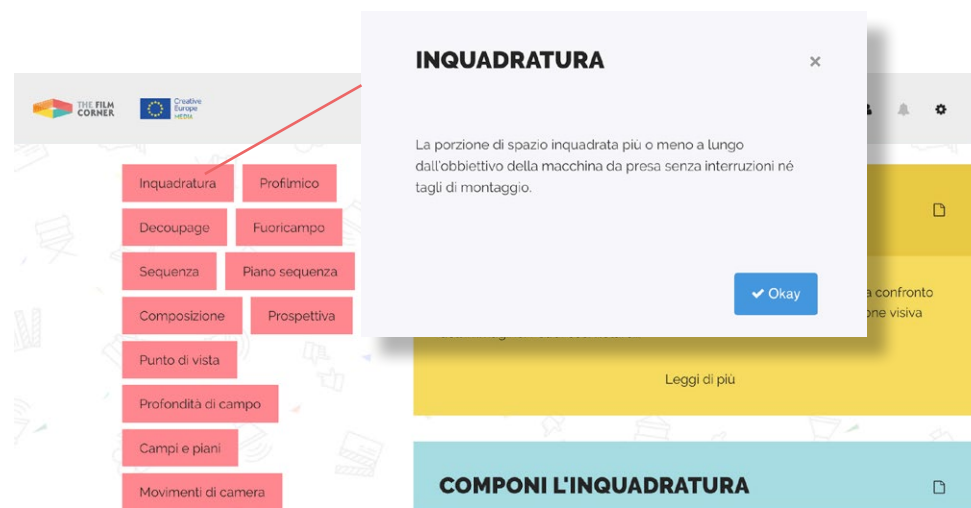 INQUADRATURA ×
La porzione di spazio inquadrata più o meno a lungo
dall'obbiettivo della macchina da presa senza interruzioni né
tagli di montaggio.
Okay
THE FILM
CORNER
Creative
Europe
MEDIA
Inquadratura Profilmico
Decoupage Fuoricampo
Sequenza Piano sequenza
Composizione Prospettiva
Punto di vista
Profondità di campo
Campi e piani
Movimenti di camera
a confronto
one visiva
Leggi di più
COMPONI L'INQUADRATURA